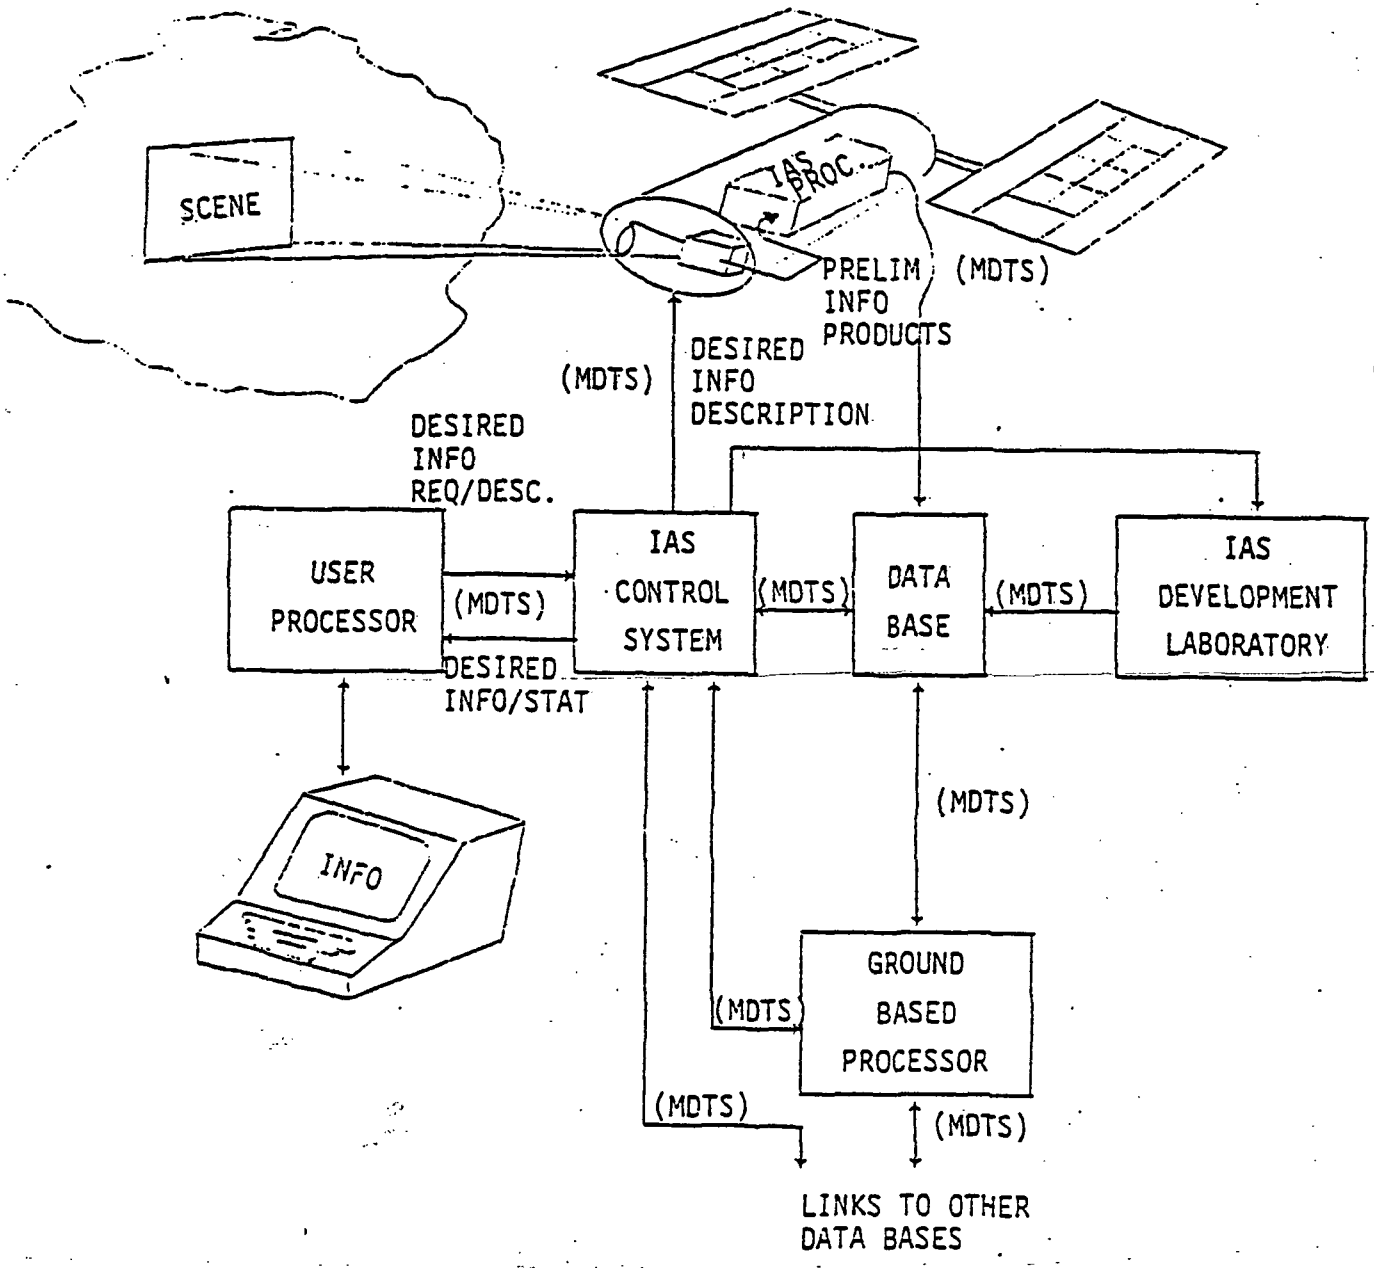 SCENE
IAS
PROC.
PRELIM (MDTS)
INFO
PRODUCTS
(MDTS)
DESIRED
INFO
DESCRIPTION
DESIRED
INFO
REQ/DESC.
USER
PROCESSOR
(MDTS)
DESIRED
INFO/STAT
IAS
CONTROL
SYSTEM
(MDTS)
DATA
BASE
(MDTS)
IAS
DEVELOPMENT
LABORATORY
INFO
(MDTS)
GROUND
BASED
PROCESSOR
(MDTS)
(MDTS)
(MDTS)
LINKS TO OTHER
DATA BASES